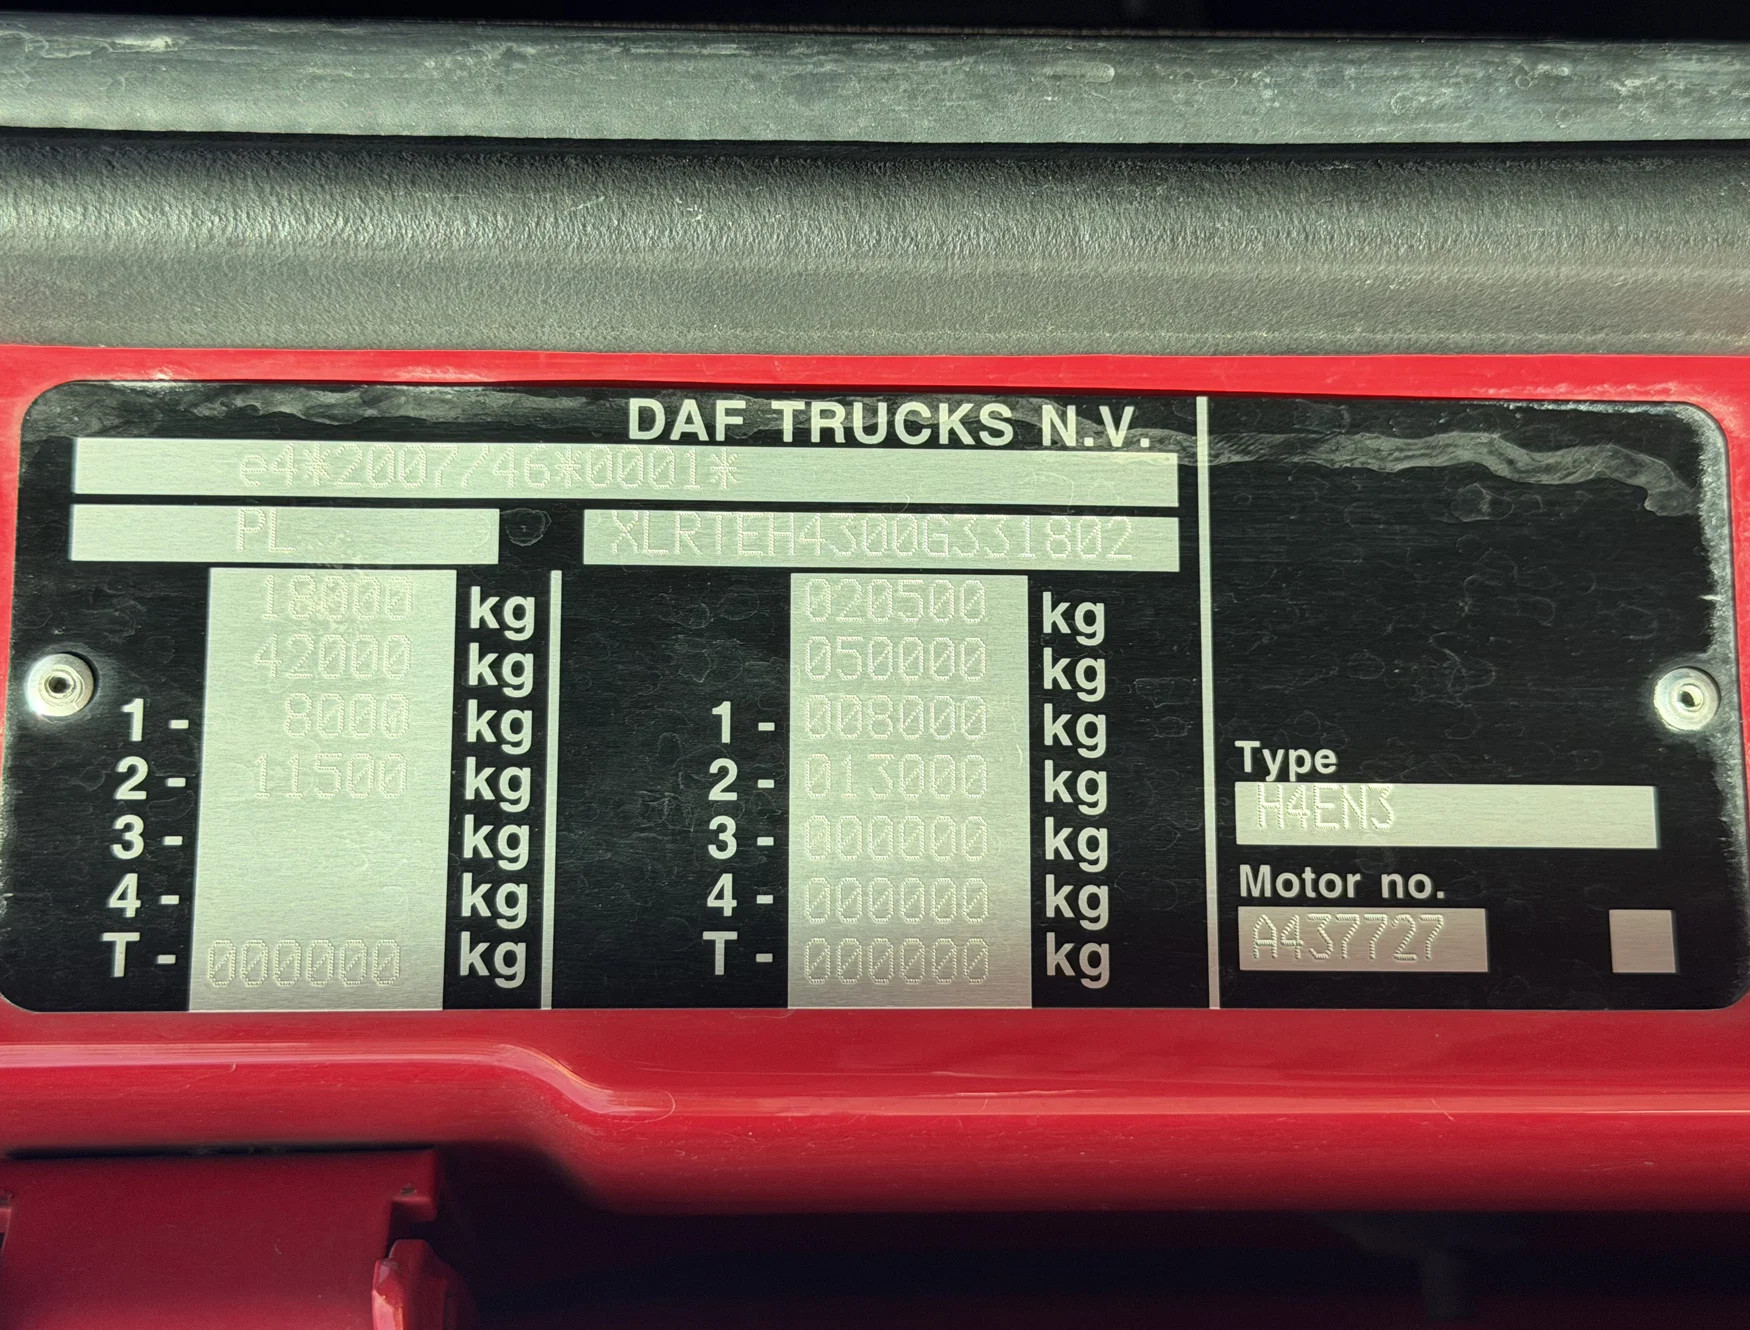 DAF TRUCKS N.V.
e4*2007/46*0001*
PL XLRTEH4300G331802
18000 kg 020500 kg
42000 kg 050000 kg
1 - 8000 kg 1 - 008000 kg
2 - 11500 kg 2 - 013000 kg
3 - kg 3 - 000000 kg
4 - kg 4 - 000000 kg
T - 000000 kg T - 000000 kg
Type
H4EN3
Motor no.
A437727